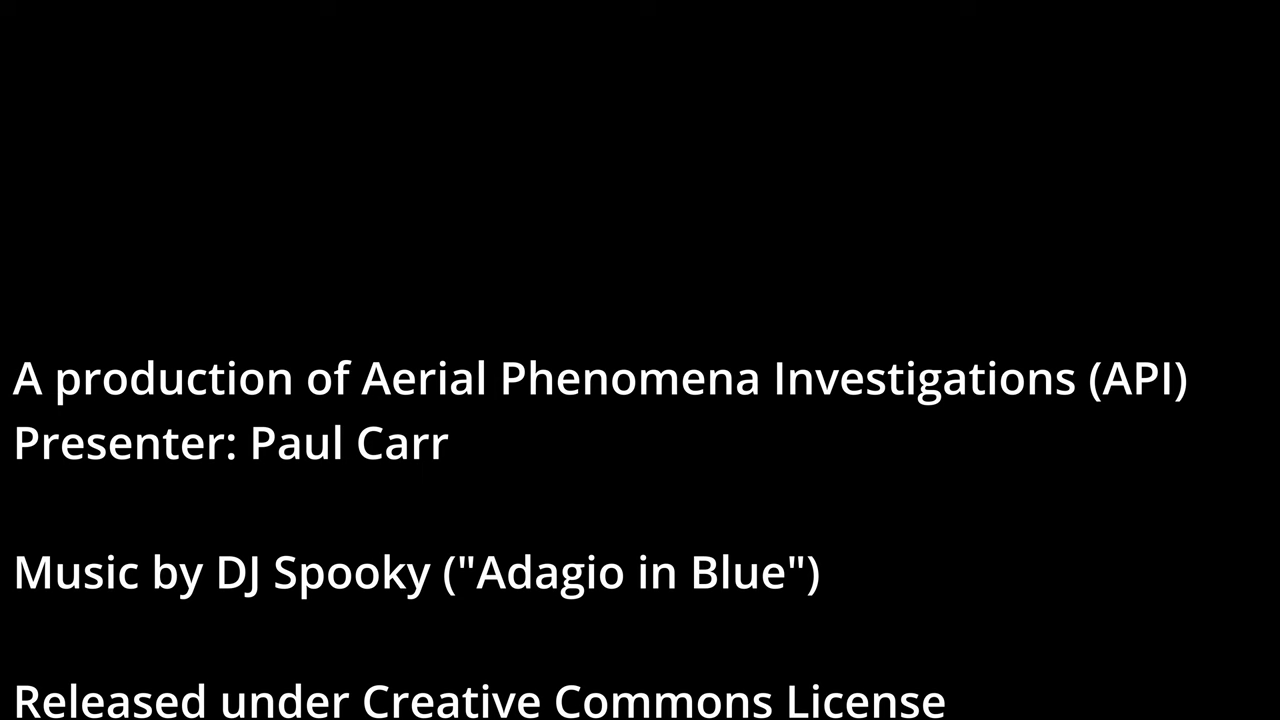 A production of Aerial Phenomena Investigations (API)
Presenter: Paul Carr
Music by DJ Spooky ("Adagio in Blue")
Released under Creative Commons License